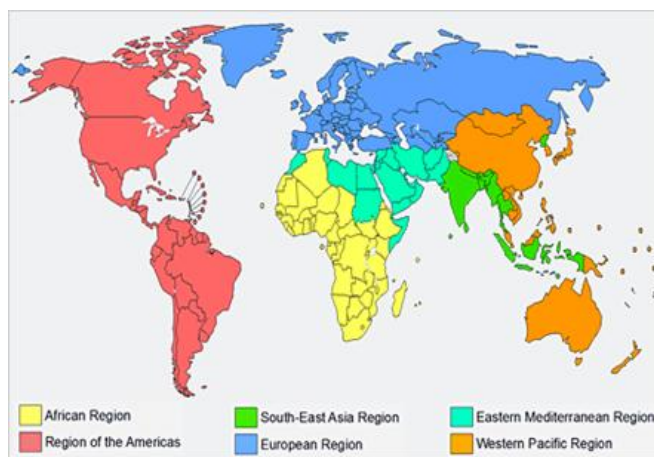 African Region
South-East Asia Region
Eastern Mediterranean Region
Region of the Americas
European Region
Western Pacific Region